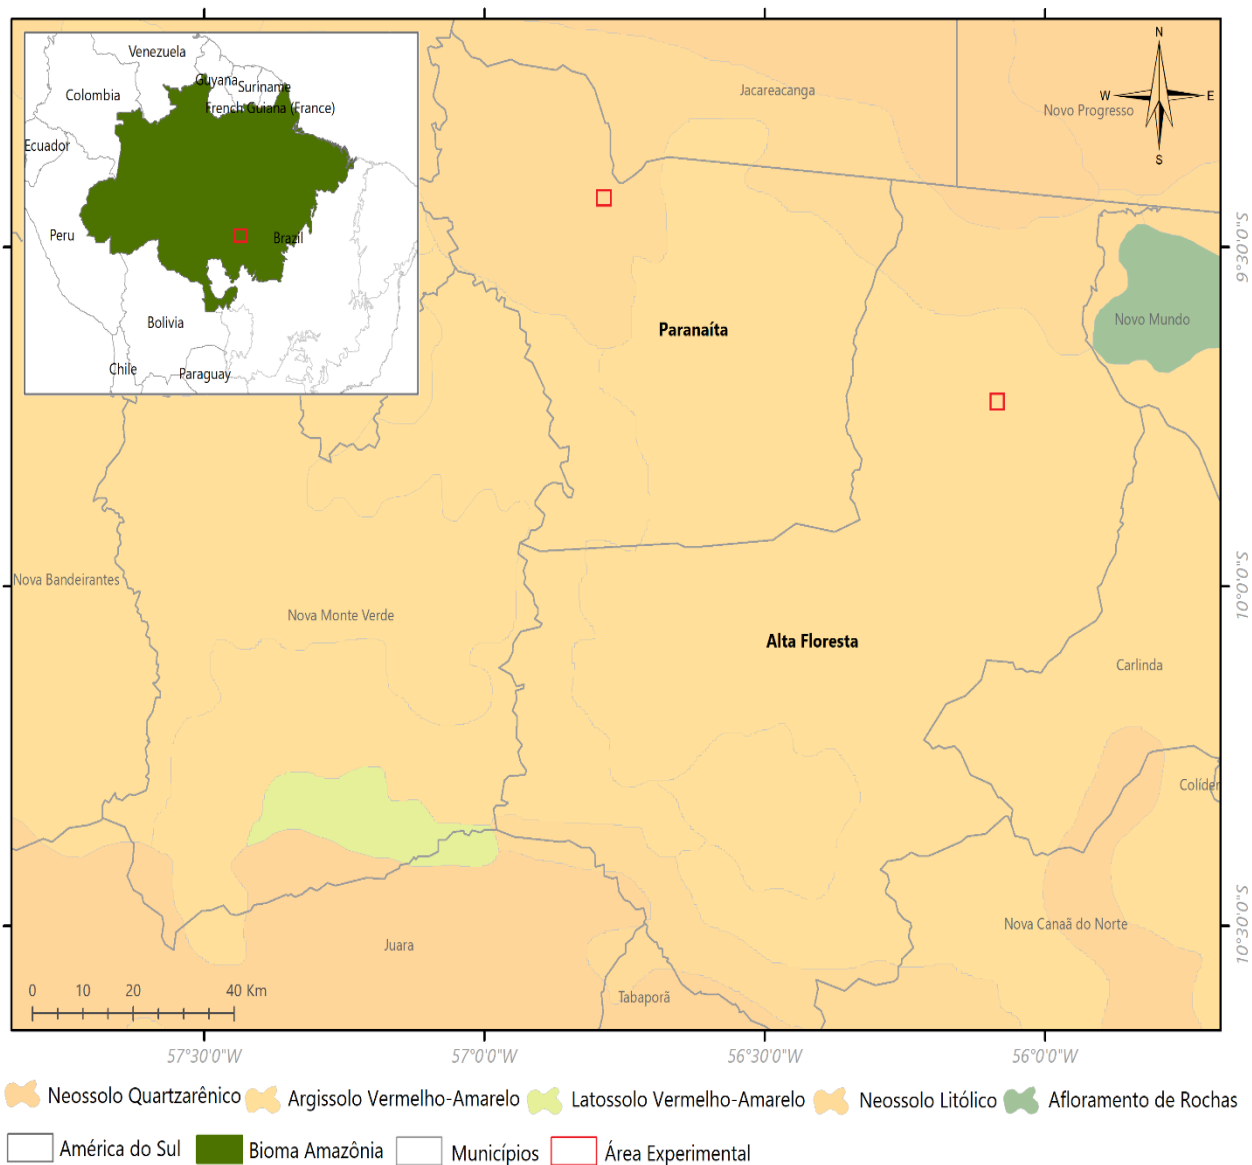 Venezuela
Guyana
Suriname
Colombia
French Guiana (France)
Ecuador
Peru
Brazil
Bolivia
Chile
Paraguay
N
W E
S
Jacareacanga
Novo Progresso
9°30'0"S
Novo Mundo
Paranaíta
Nova Bandeirantes
10°0'0"S
Nova Monte Verde
Alta Floresta
Carlinda
Colíder
Nova Canaã do Norte
10°30'0"S
Juara
Tabaporã
0 10 20 40 Km
57°30'0"W 57°0'0"W 56°30'0"W 56°0'0"W
Neossolo Quartzarênico Argissolo Vermelho-Amarelo Latossolo Vermelho-Amarelo Neossolo Litólico Afloramento de Rochas
América do Sul Bioma Amazônia Municípios Área Experimental